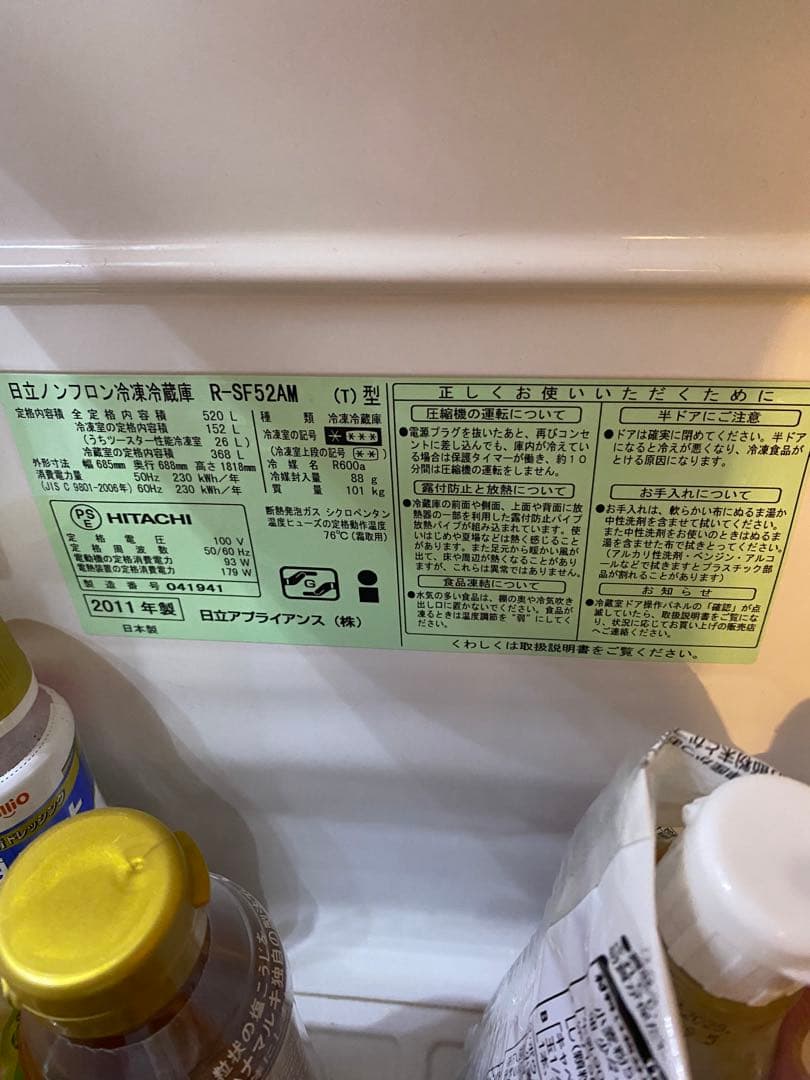 日立ノンフロン冷凍冷蔵庫 R-SF52AM (T)型
定格内容積 全定格内容積 520 L
冷凍室の定格内容積 152 L
(うちツースター性能冷凍室 26 L)
冷蔵室の定格内容積 368 L
外形寸法 幅 685mm 奥行 688mm 高さ 1818mm
消費電力量 50Hz 230 kWh/年
(JIS C 9801-2006年) 60Hz 230 kWh/年
種類 冷凍冷蔵庫
冷凍室の記号 ****
(冷凍室上段の記号 **)
冷媒名 R600a
冷媒封入量 88 g
質量 101 kg
PSE HITACHI
定格電圧 100 V
定格周波数 50/60 Hz
電動機の定格消費電力 93 W
電熱装置の定格消費電力 179 W
製造番号 041941
2011年製
日本製
断熱発泡ガス シクロペンタン
温度ヒューズの定格動作温度
76℃(霜取用)
G
日立アプライアンス(株)
正しくお使いいただくために
圧縮機の運転について
●電源プラグを抜いたあと、再びコンセ
ントに差し込んでも、庫内が冷えてい
る場合は保護タイマーが働き、約10
分間は圧縮機の運転をしません。
露付防止と放熱について
●冷蔵庫の前面や側面、上面や背面に放
熱器の一部を利用した露付防止パイプ
放熱パイプが組み込まれています。使
いはじめや夏場などは熱く感じること
があります。また足元から暖かい風が
出て、床や周辺が熱くなることがあり
ますが、これらは異常ではありません。
食品凍結について
●水気の多い食品は、棚の奥や冷気吹き
出し口に置かないでください。食品が
凍るときは温度調節を“弱”にしてく
ださい。
半ドアにご注意
●ドアは確実に閉めてください。半ドア
になると冷えが悪くなり、冷凍食品が
とける原因になります。
お手入れについて
●お手入れは、軟らかい布にぬるま湯か
中性洗剤を含ませて拭いてください。
また中性洗剤をお使いのときはぬるま
湯を含ませた布で拭きとってください。
(アルカリ性洗剤・ベンジン・アルコ
ールなどで拭きますとプラスチック部
品が割れることがあります)
お知らせ
●冷蔵室ドア操作パネルの「確認」が点
滅していたら、取扱説明書をご覧にな
り、状況に応じてお買い上げの販売店
へご連絡ください。
くわしくは取扱説明書をご覧ください。
ドレッシング
粒状の塩こうじを
ハナマルキ独自の